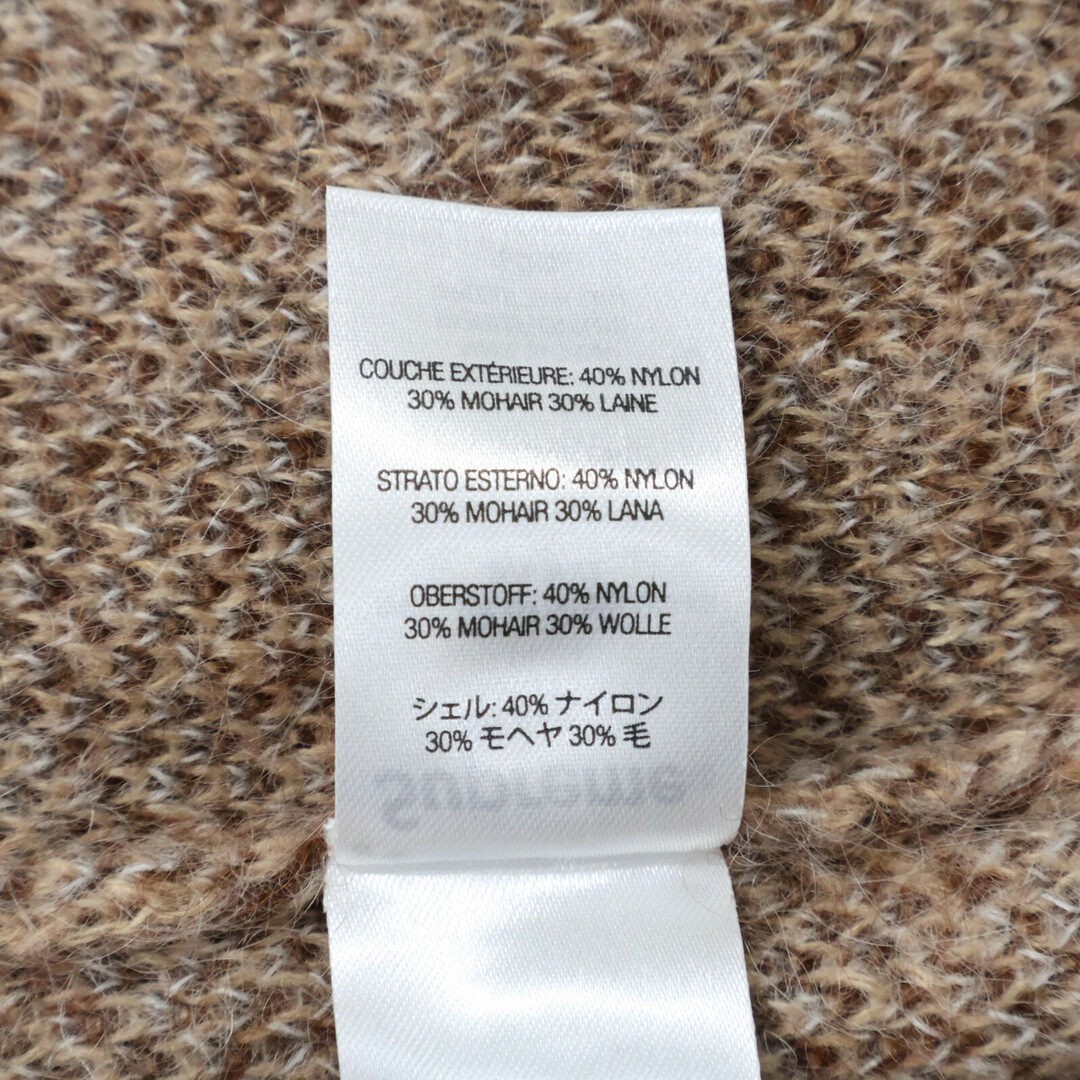 COUCHE EXTÉRIEURE: 40% NYLON
30% MOHAIR 30% LAINE
STRATO ESTERNO: 40% NYLON
30% MOHAIR 30% LANA
OBERSTOFF: 40% NYLON
30% MOHAIR 30% WOLLE
シェル: 40% ナイロン
30% モヘヤ 30% 毛
Supreme